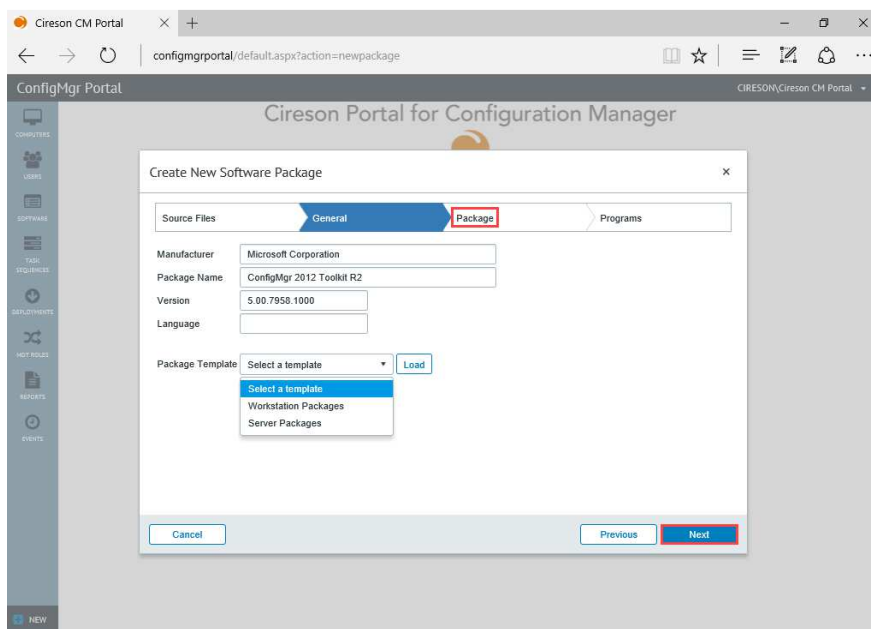 Cireson CM Portal
configmgrportal/default.aspx?action=newpackage
ConfigMgr Portal
CIRESON\Cireson CM Portal
Cireson Portal for Configuration Manager
COMPUTERS
USERS
SOFTWARE
TASK
SEQUENCES
DEPLOYMENTS
HOT ROLES
REPORTS
EVENTS
NEW
Create New Software Package
Source Files General Package Programs
Manufacturer Microsoft Corporation
Package Name ConfigMgr 2012 Toolkit R2
Version 5.00.7958.1000
Language
Package Template Select a template Load
Select a template
Workstation Packages
Server Packages
Cancel Previous Next